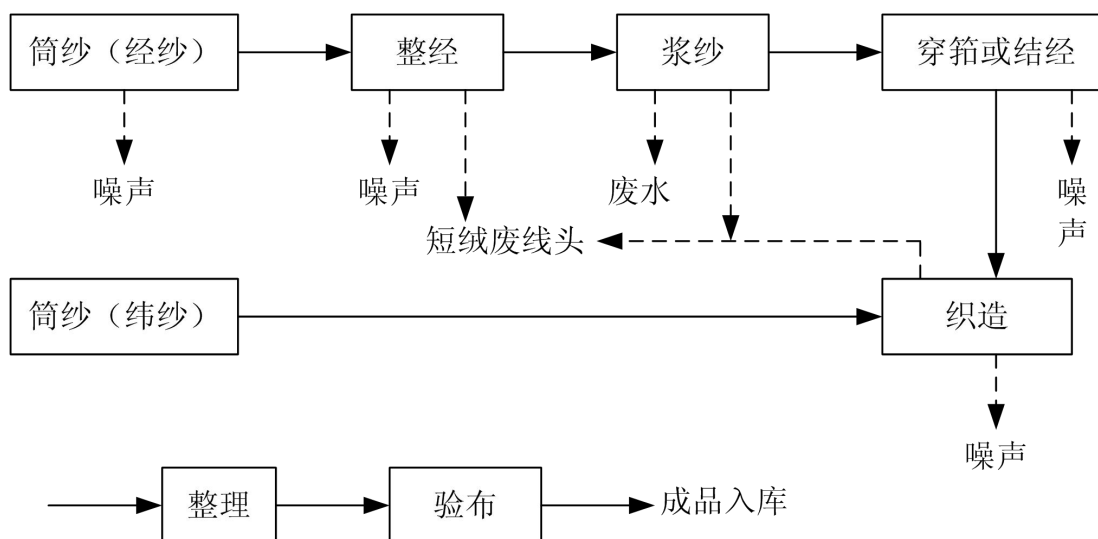 筒纱（经纱）
整经
浆纱
穿筘或结经
噪声
噪声
废水
噪
声
短绒废线头
筒纱（纬纱）
织造
噪声
整理
验布
成品入库